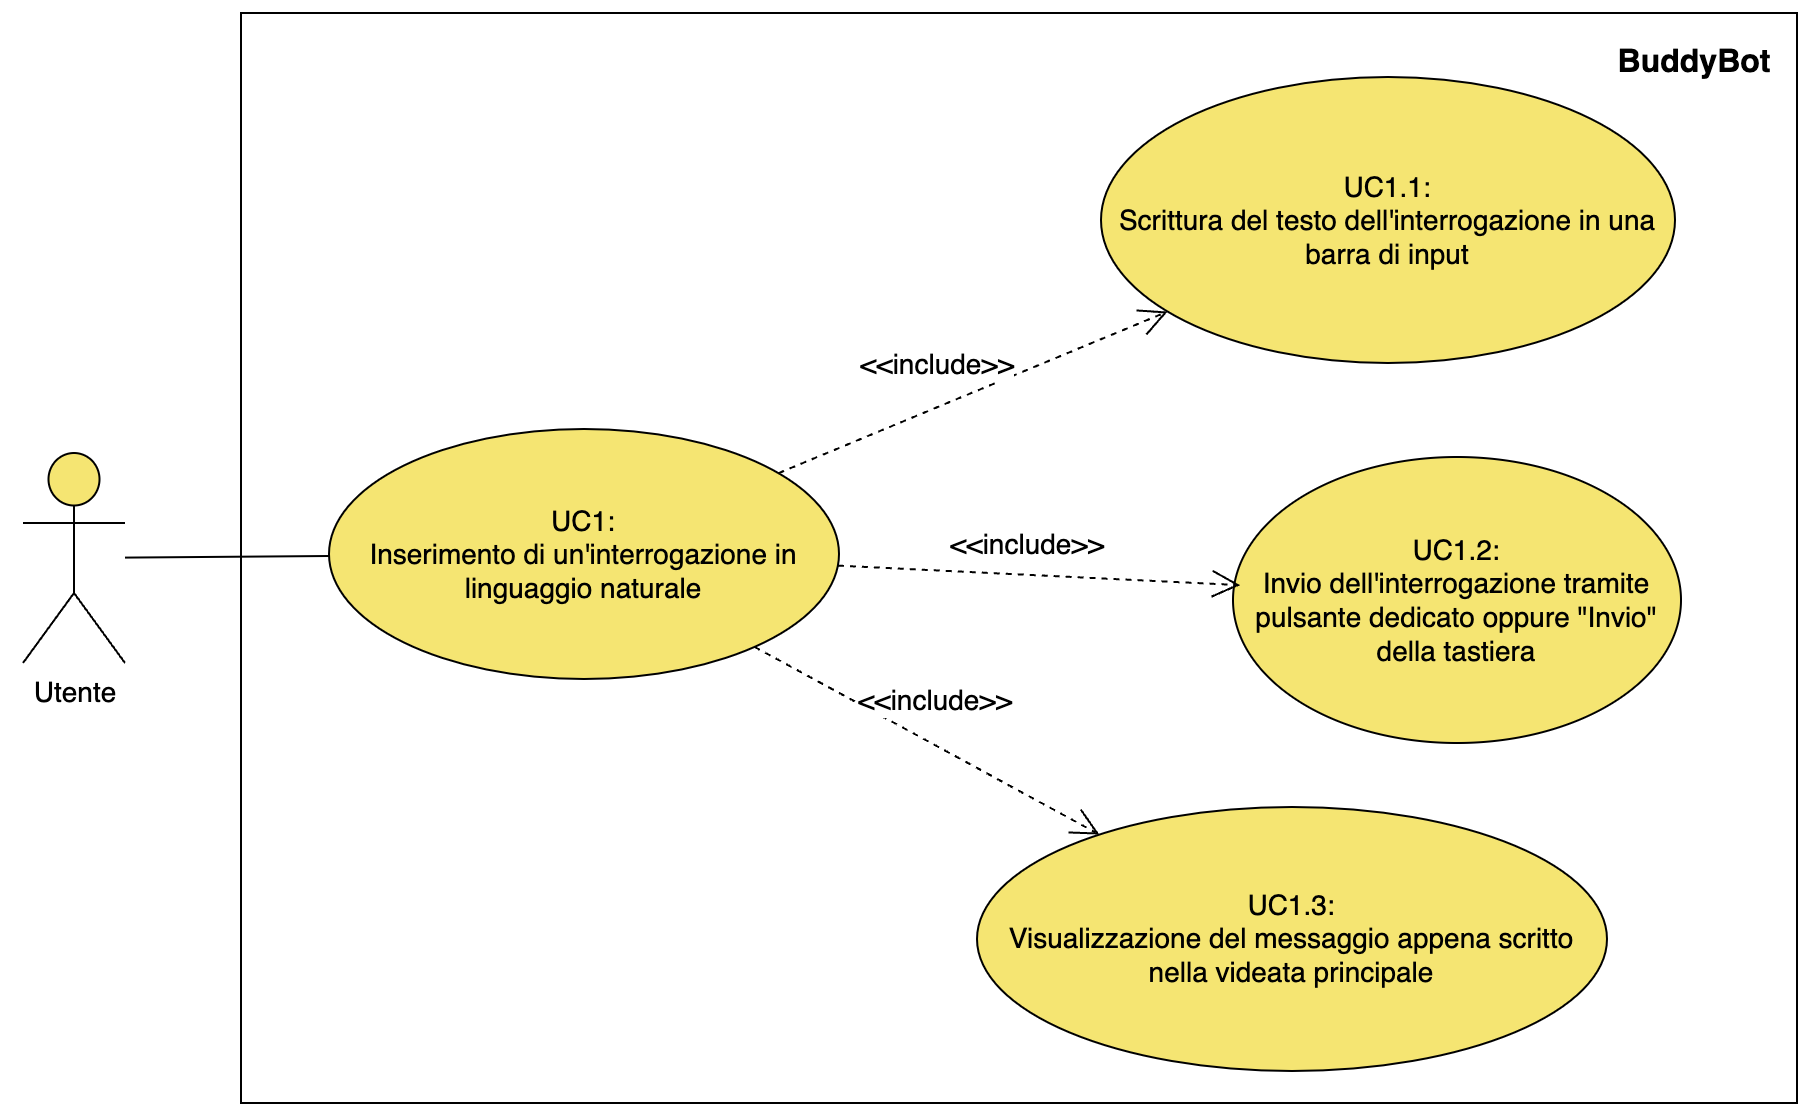 BuddyBot
UC1.1:
Scrittura del testo dell'interrogazione in una
barra di input
<<include>>
UC1:
Inserimento di un'interrogazione in
linguaggio naturale
<<include>>
UC1.2:
Invio dell'interrogazione tramite
pulsante dedicato oppure "Invio"
della tastiera
Utente
<<include>>
UC1.3:
Visualizzazione del messaggio appena scritto
nella videata principale